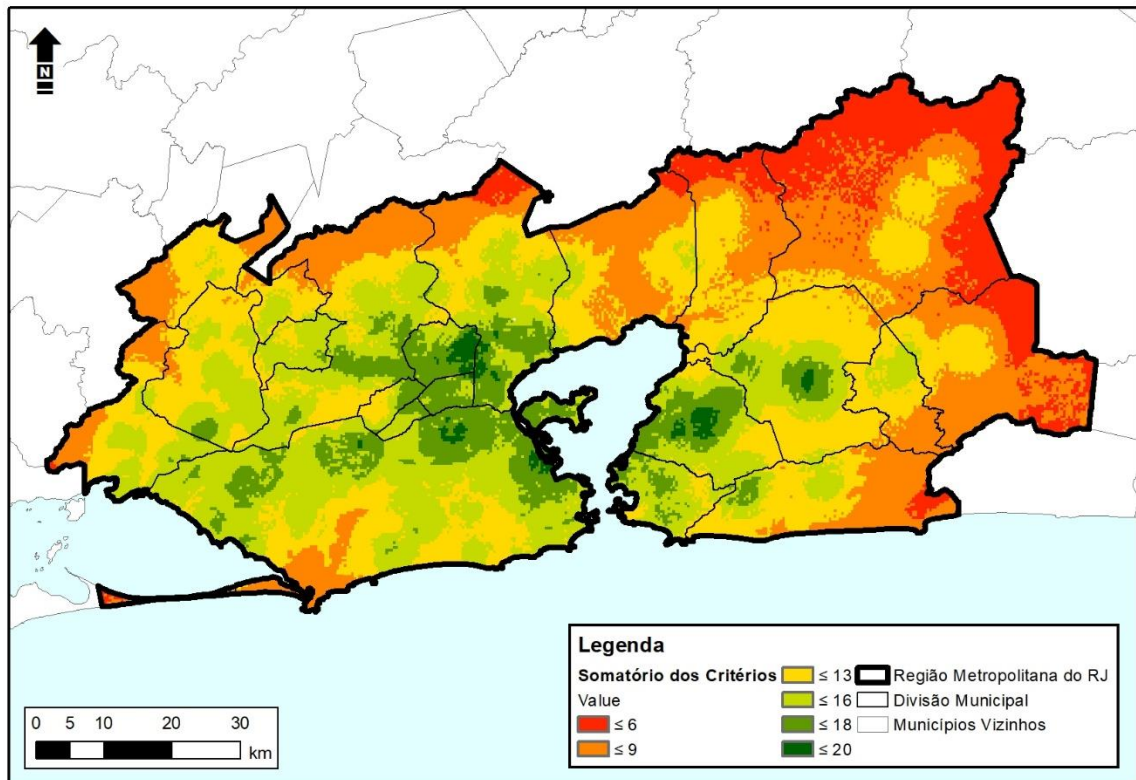 N
Legenda
Somatório dos Critérios
Value
≤ 6
≤ 9
≤ 13
≤ 16
≤ 18
≤ 20
Região Metropolitana do RJ
Divisão Municipal
Municípios Vizinhos
0 5 10 20 30
km